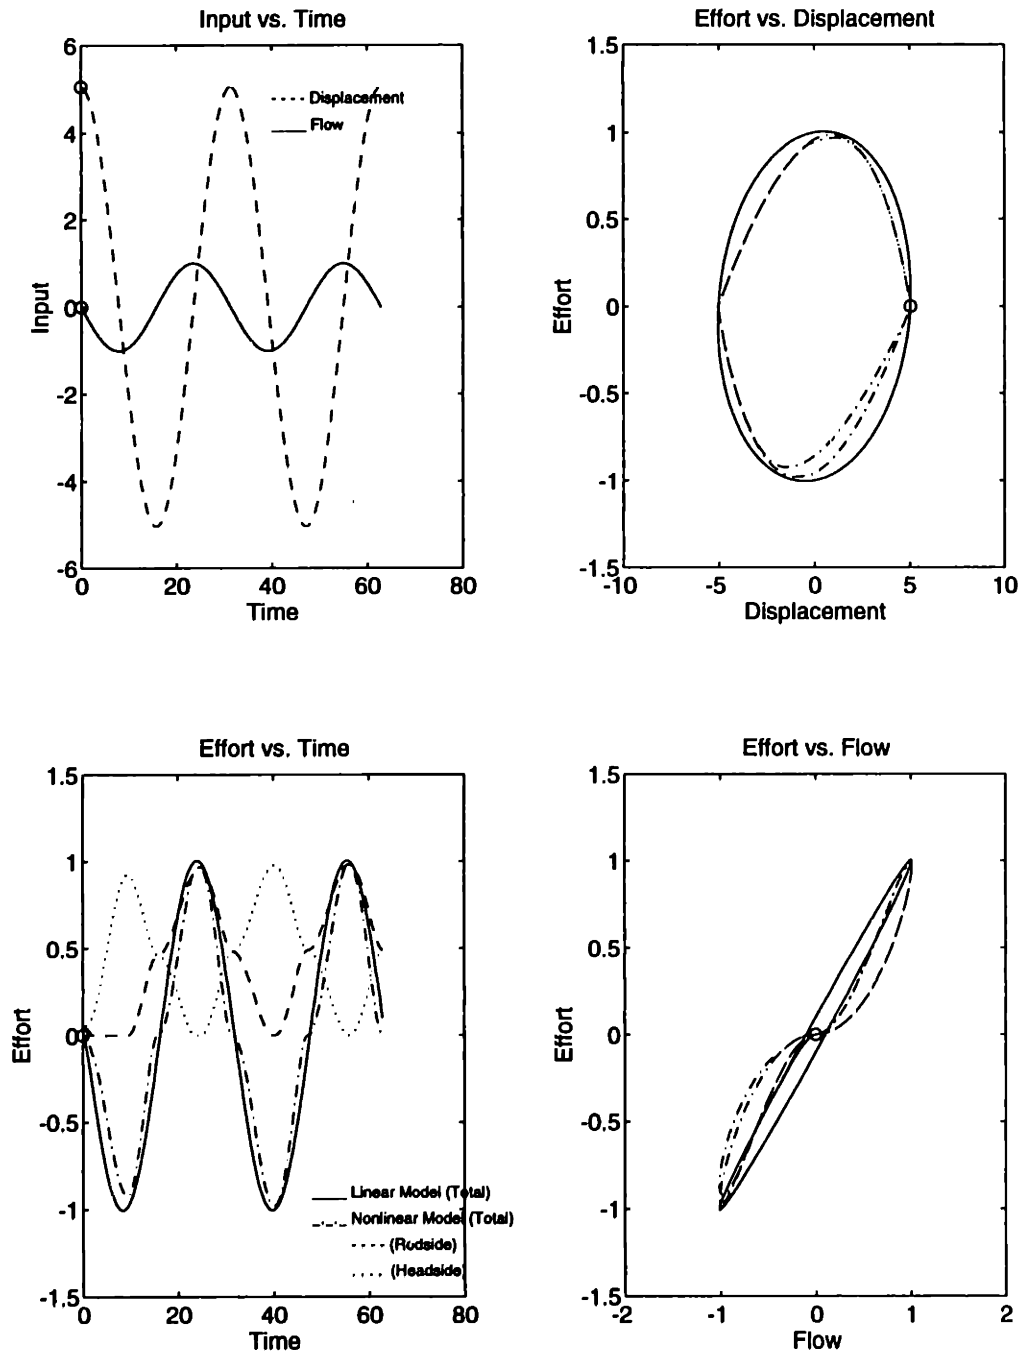 Input vs. Time
6
4
2
0
-2
-4
-6
0
20
40
60
80
Input
Time
Displacement
Flow
Effort vs. Displacement
1.5
1
0.5
0
-0.5
-1
-1.5
-10
-5
0
5
10
Effort
Displacement
Effort vs. Time
1.5
1
0.5
0
-0.5
-1
-1.5
0
20
40
60
80
Effort
Time
Linear Model (Total)
Nonlinear Model (Total)
(Rodside)
(Headside)
Effort vs. Flow
1.5
1
0.5
0
-0.5
-1
-1.5
-2
-1
0
1
2
Effort
Flow